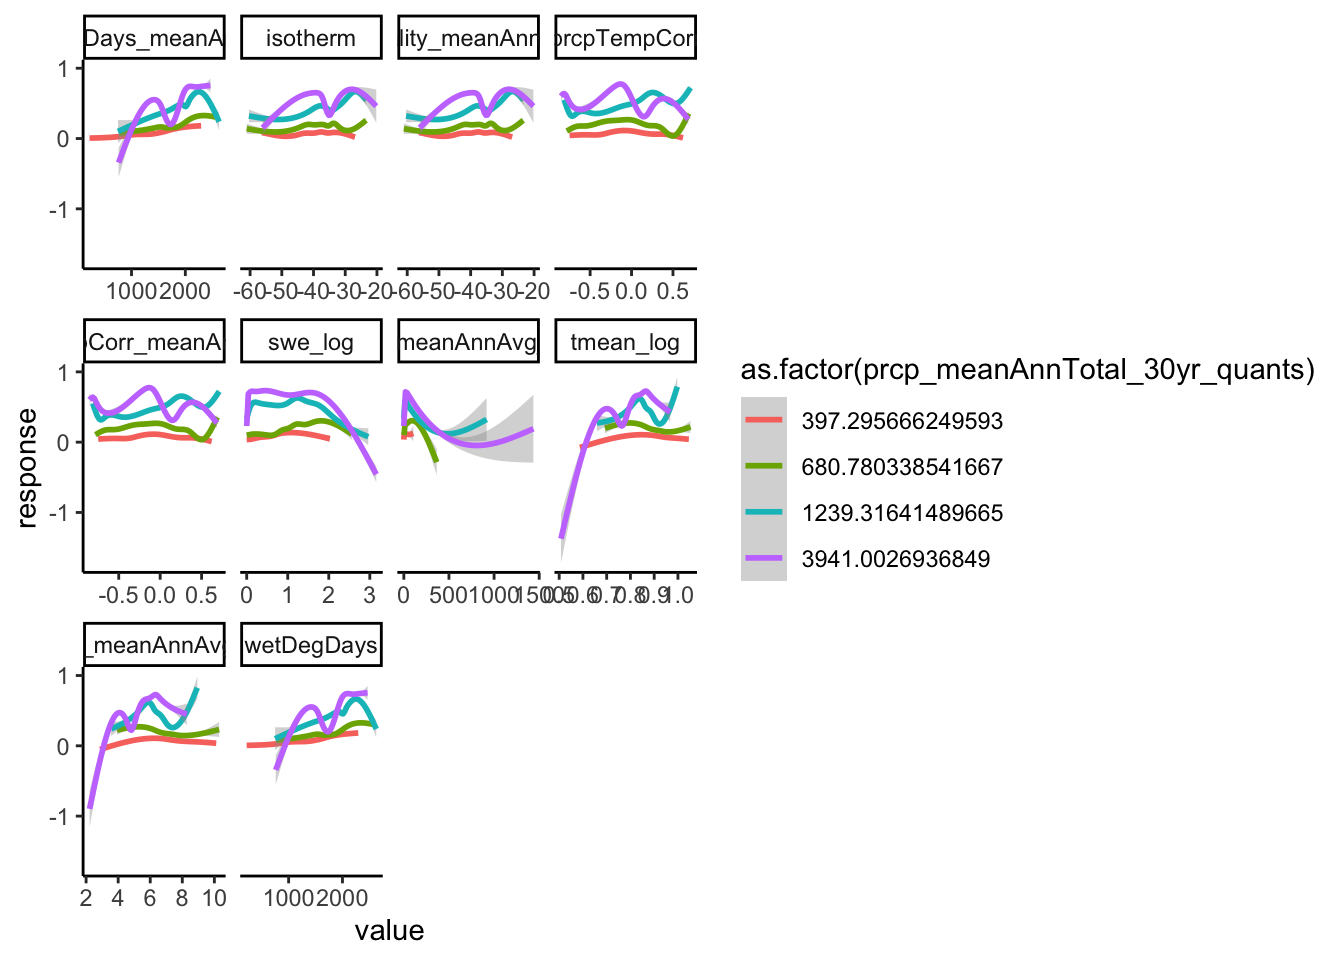 Days_meanA isotherm lity_meanAnn prcpTempCor
1
0
-1
1000 2000 -60 -50 -40 -30 -20 -60 -50 -40 -30 -20 -0.5 0.0 0.5
Corr_meanA swe_log meanAnnAvg tmean_log
1
0
-1
-0.5 0.0 0.5 0 1 2 3 0 500 1000 1500 0.5 0.6 0.7 0.8 0.9 1.0
_meanAnnAv wetDegDays
1
0
-1
2 4 6 8 10 1000 2000
value
response
as.factor(prcp_meanAnnTotal_30yr_quants)
397.295666249593
680.780338541667
1239.31641489665
3941.0026936849